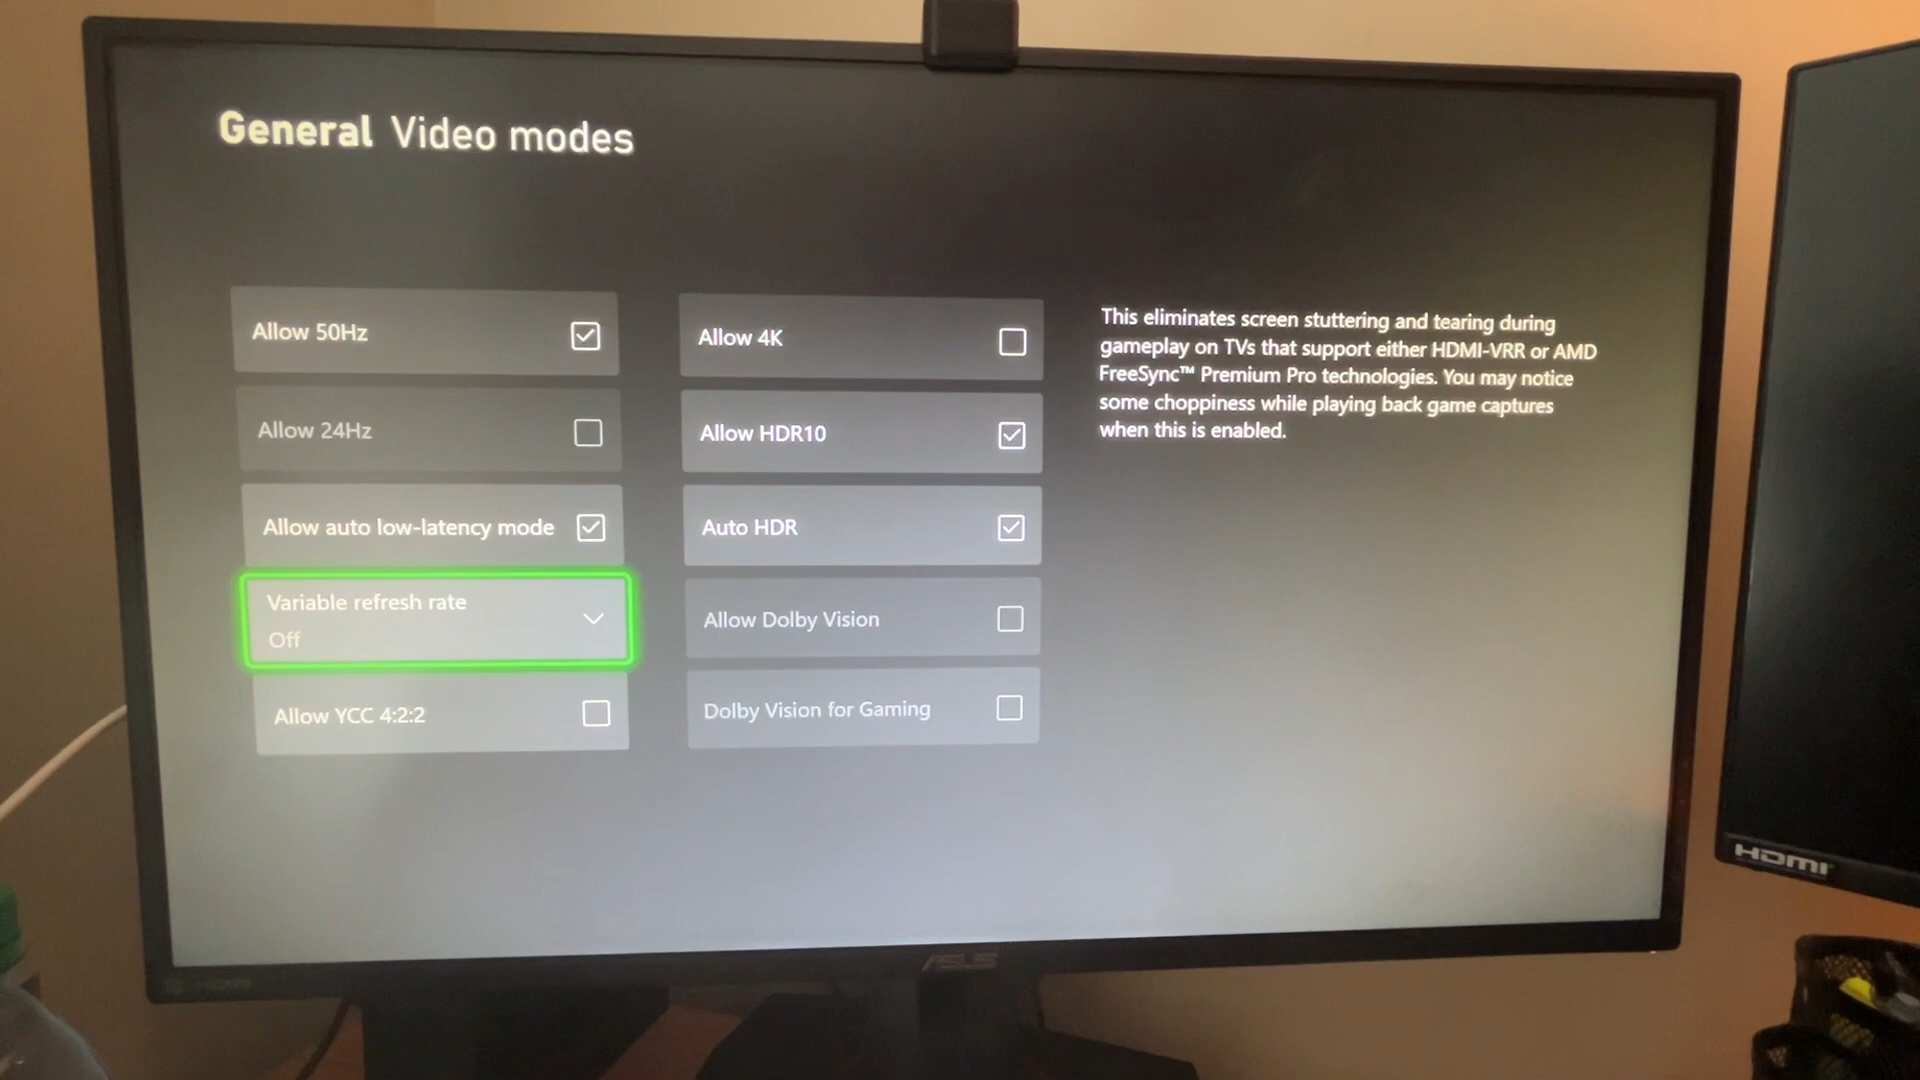 General Video modes
Allow 50Hz
Allow 24Hz
Allow auto low-latency mode
Variable refresh rate
Off
Allow YCC 4:2:2
Allow 4K
Allow HDR10
Auto HDR
Allow Dolby Vision
Dolby Vision for Gaming
This eliminates screen stuttering and tearing during
gameplay on TVs that support either HDMI-VRR or AMD
FreeSync™ Premium Pro technologies. You may notice
some choppiness while playing back game captures
when this is enabled.
ASUS
HDMI
HDMI